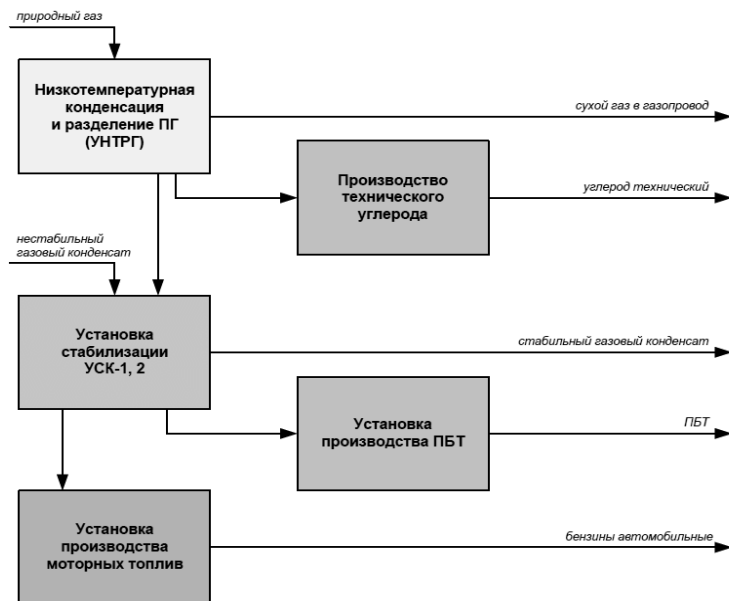 природный газ
Низкотемпературная
конденсация
и разделение ПГ
(УНТРГ)
сухой газ в газопровод
Производство
технического
углерода
углерод технический
нестабильный
газовый конденсат
Установка
стабилизации
УСК-1, 2
стабильный газовый конденсат
Установка
производства ПБТ
ПБТ
Установка
производства
моторных топлив
бензины автомобильные